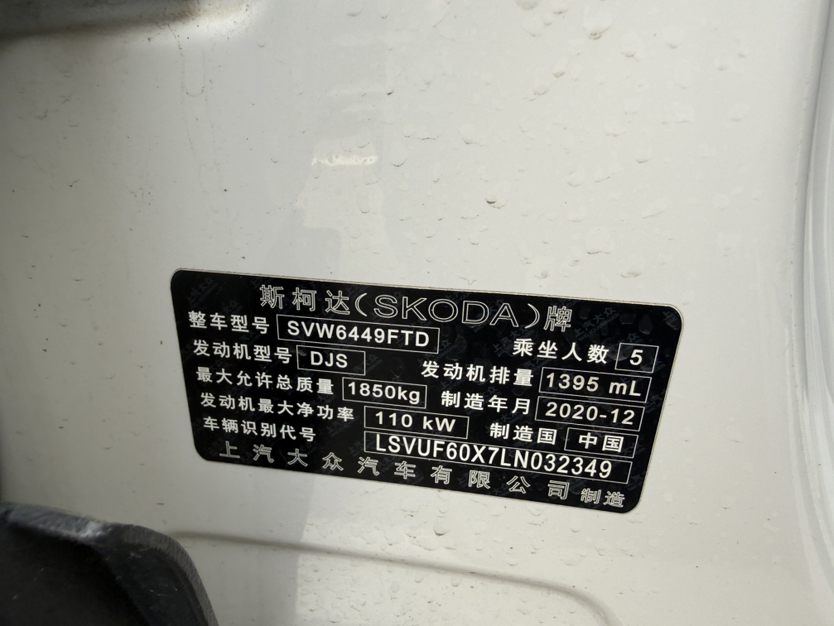 斯柯达(SKODA)牌
整车型号 SVW6449FTD 乘坐人数 5
发动机型号 DJS 发动机排量 1395 mL
最大允许总质量 1850kg 制造年月 2020-12
发动机最大净功率 110 kW 制造国 中国
车辆识别代号 LSVUF60X7LN032349
上汽大众汽车有限公司 制造